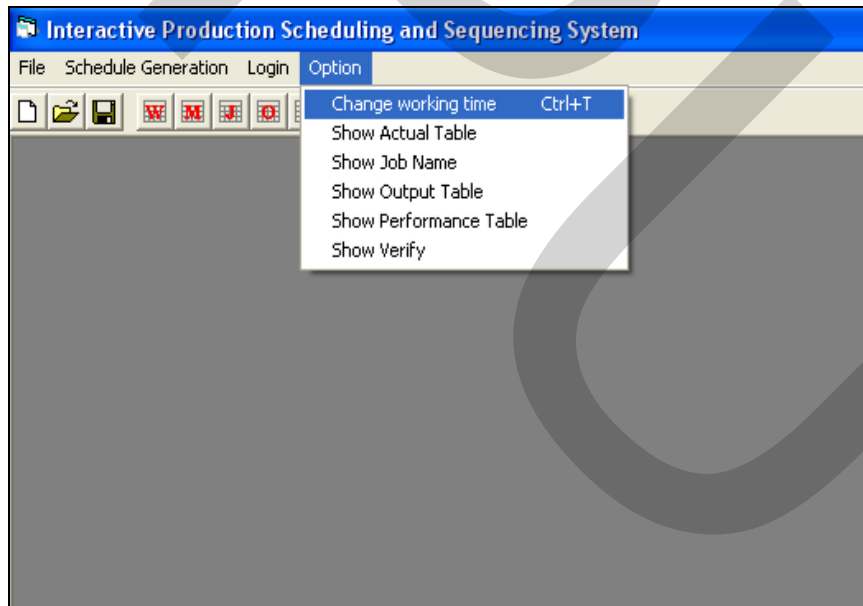 Interactive Production Scheduling and Sequencing System
File Schedule Generation Login Option
W M J O
Change working time Ctrl+T
Show Actual Table
Show Job Name
Show Output Table
Show Performance Table
Show Verify